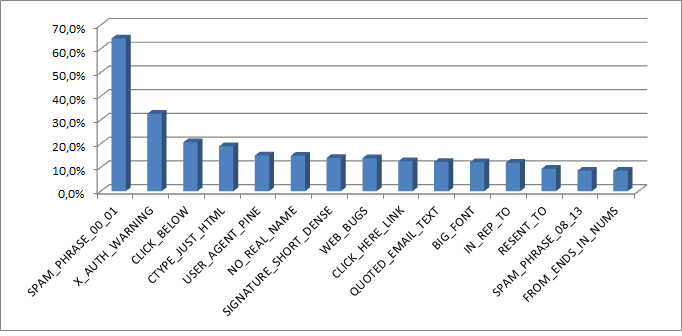 70,0%
60,0%
50,0%
40,0%
30,0%
20,0%
10,0%
0,0%
SPAM_PHRASE_00_01
X_AUTH_WARNING
CLICK_BELOW
CTYPE_JUST_HTML
USER_AGENT_PINE
NO_REAL_NAME
SIGNATURE_SHORT_DENSE
WEB_BUGS
CLICK_HERE_LINK
QUOTED_EMAIL_TEXT
BIG_FONT
IN_REP_TO
RESENT_TO
SPAM_PHRASE_08_13
FROM_ENDS_IN_NUMS